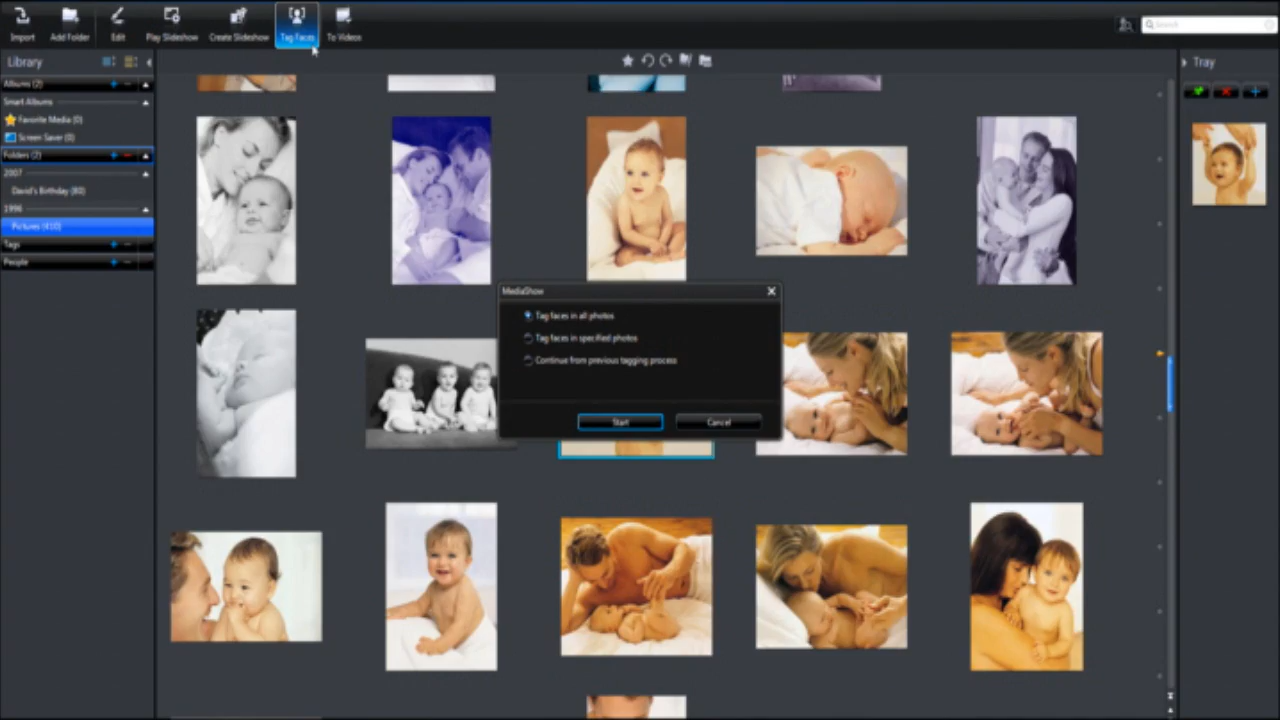 Import
Add Folder
Edit
Play Slideshow
Create Slideshow
Tag Faces
To Videos
Search
Library
Tray
Albums (2)
Smart Albums
Favorite Media (0)
Screen Saver (0)
Folders (2)
2007
David's Birthday (80)
1996
Pictures (410)
Tags
People
MediaShow
Tag faces in all photos
Tag faces in specified photos
Continue from previous tagging process
Start
Cancel